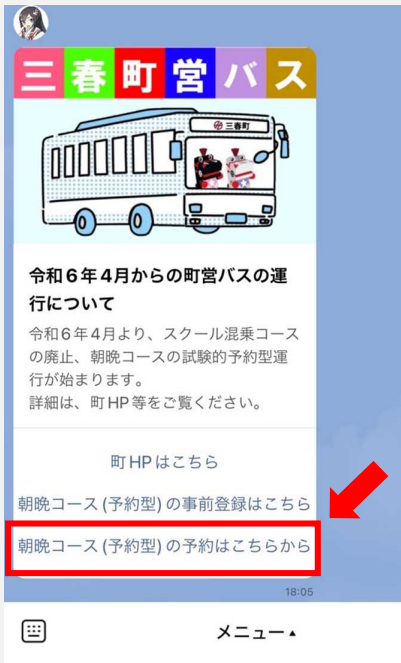 三春町営バス
三春町
令和6年4月からの町営バスの運
行について
令和6年4月より、スクール混乗コース
の廃止、朝晩コースの試験的予約型運
行が始まります。
詳細は、町HP等をご覧ください。
町HPはこちら
朝晩コース(予約型)の事前登録はこちら
朝晩コース(予約型)の予約はこちらから
18:05
メニュー▲